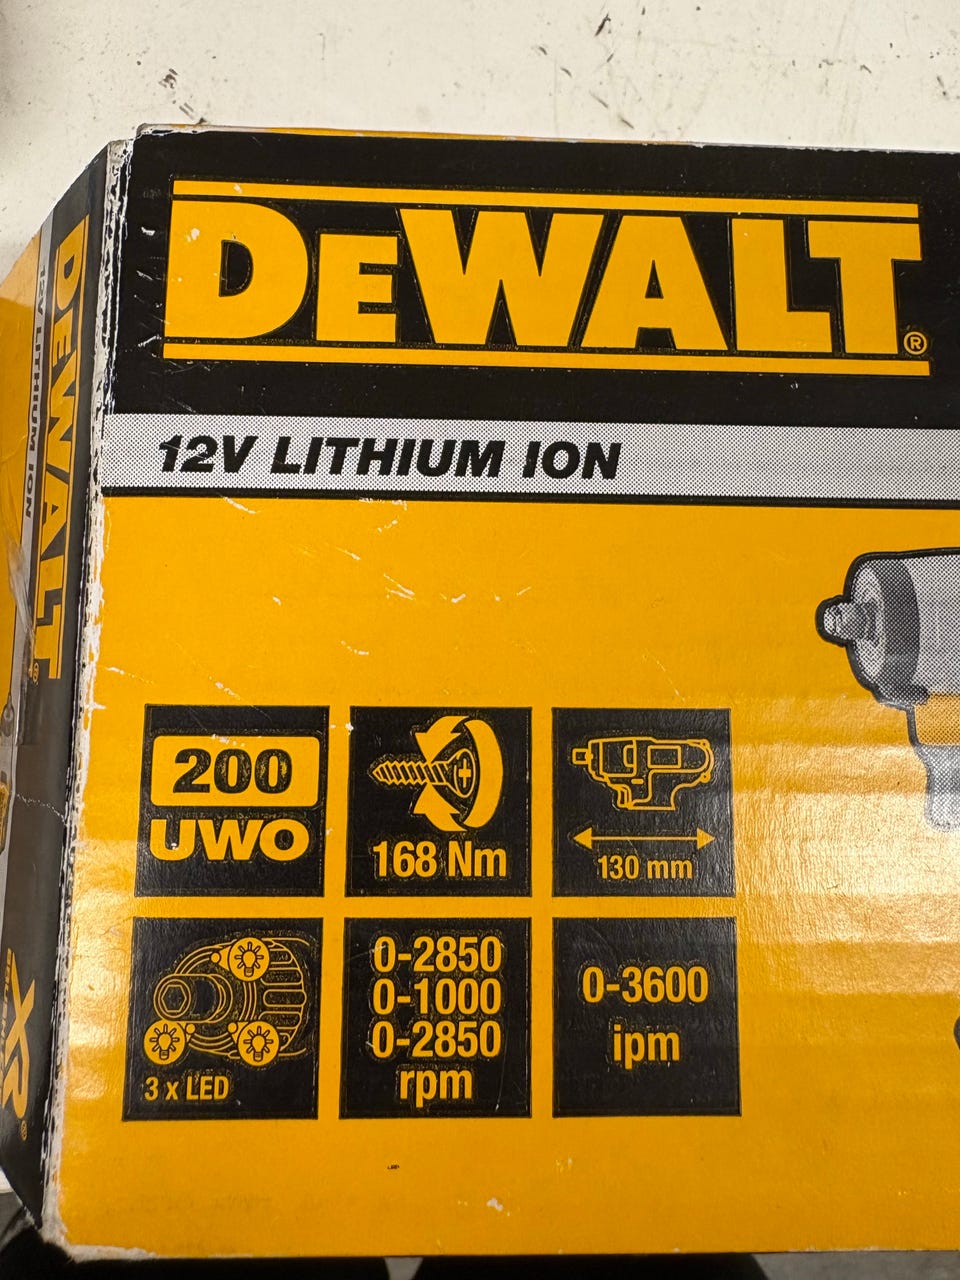 DEWALT®
12V LITHIUM ION
200
UWO
168 Nm
130 mm
3 x LED
0-2850
0-1000
0-2850
rpm
0-3600
ipm
DEWALT®
12V LITHIUM ION
XR®